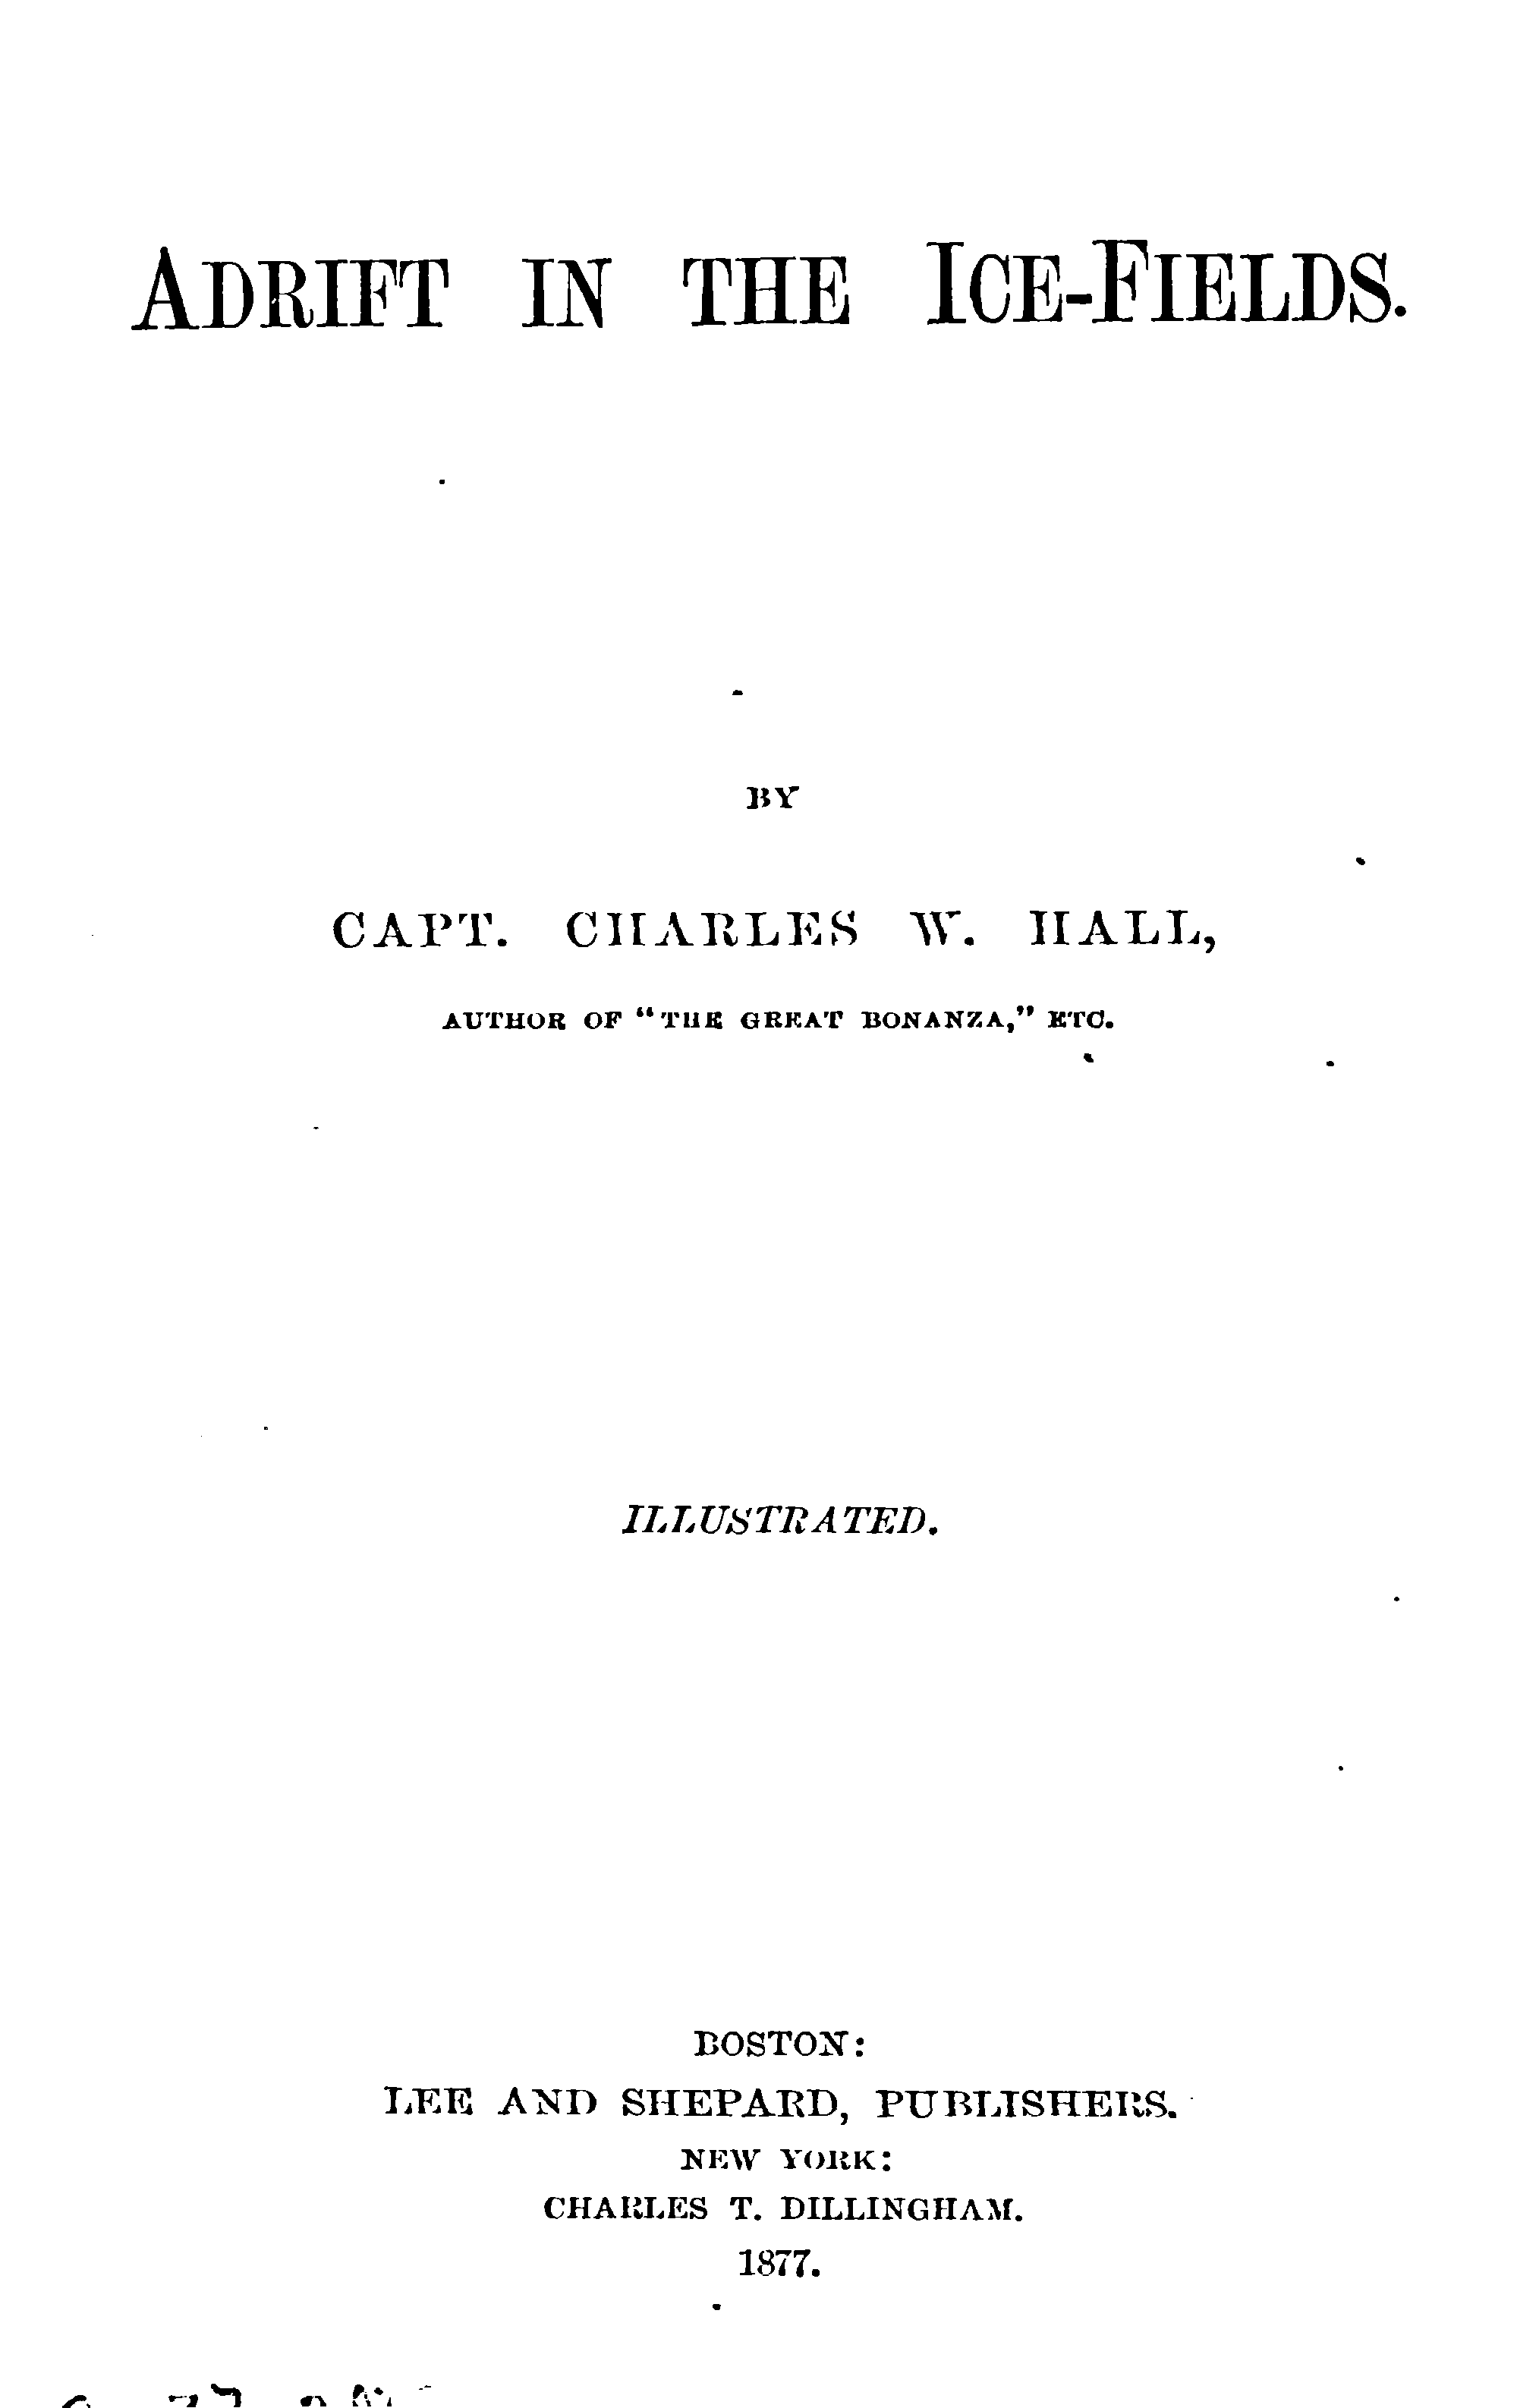 ADRIFT IN THE ICE-FIELDS.
BY
CAPT. CHARLES W. HALL,
AUTHOR OF "THE GREAT BONANZA," ETC.
ILLUSTRATED.
BOSTON:
LEE AND SHEPARD, PUBLISHERS.
NEW YORK:
CHARLES T. DILLINGHAM.
1877.